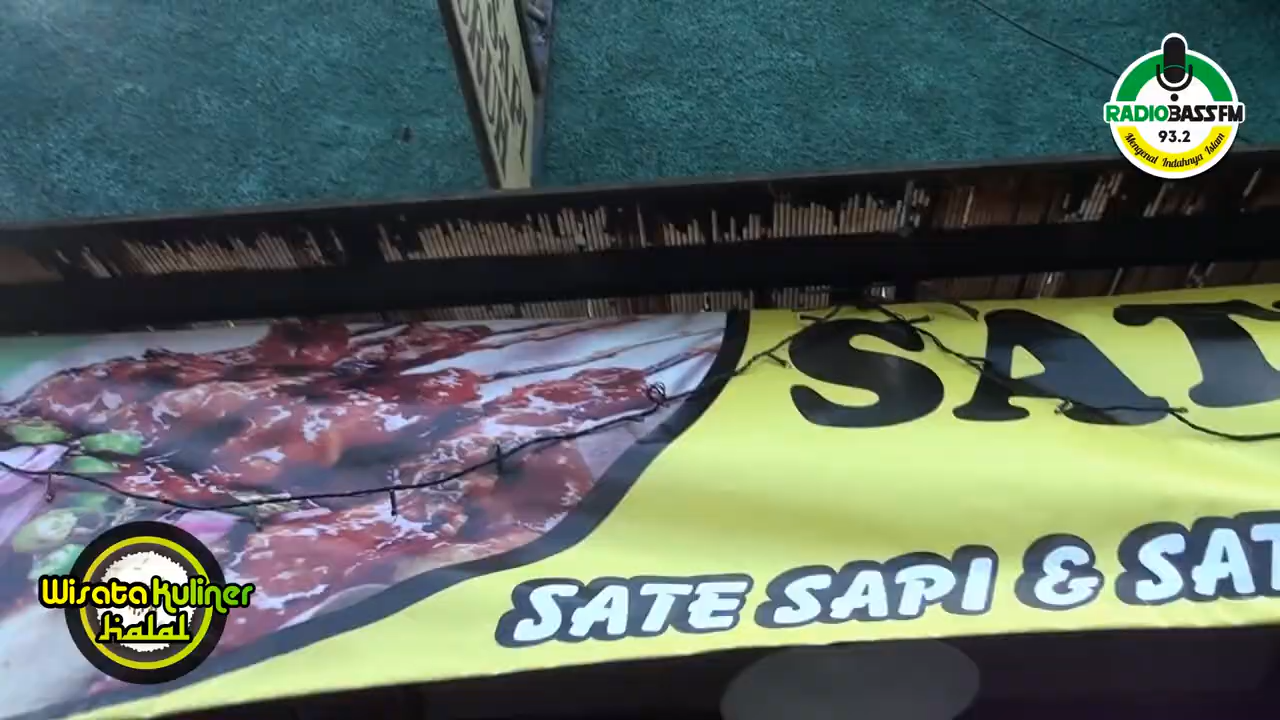 RADIOBASSFM
93.2
Mengenal Indahnya Islam
SAT
SATE SAPI & SAT
Wisata Kuliner
Halal